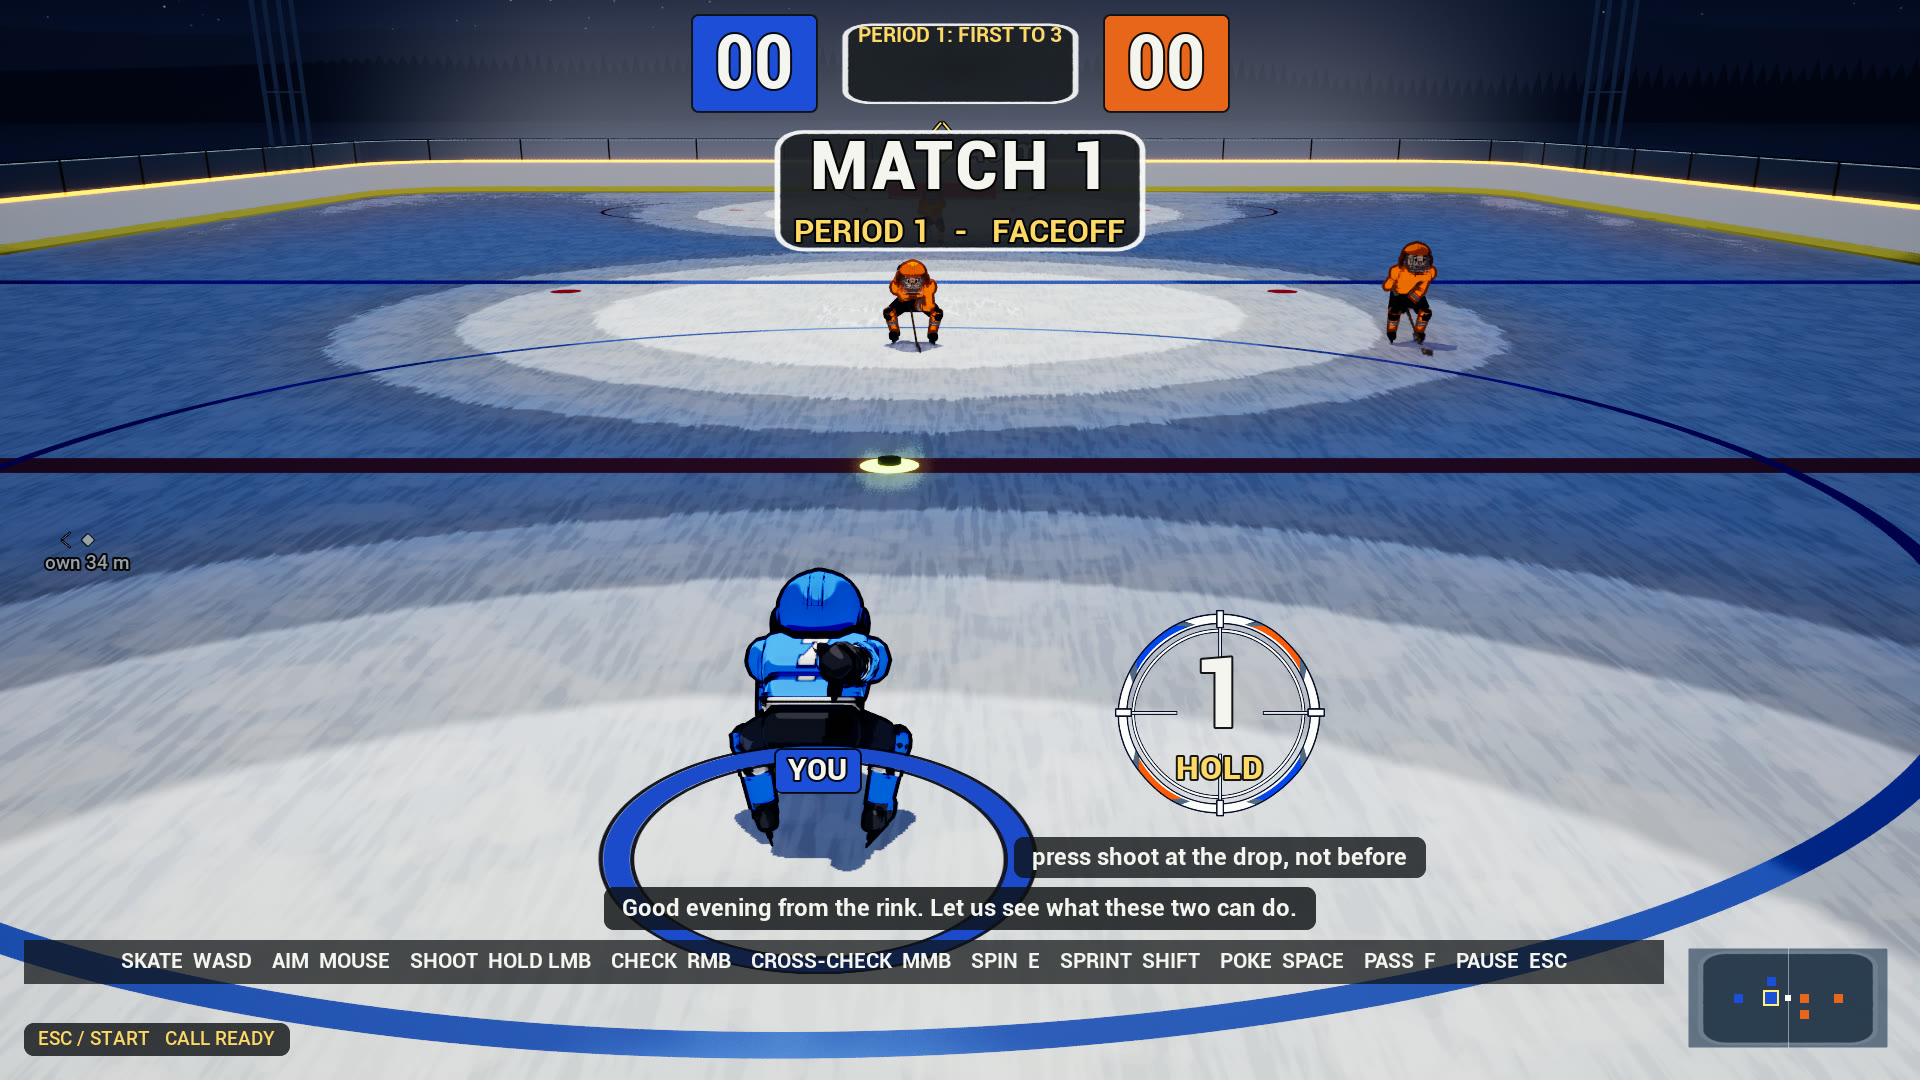 00
PERIOD 1: FIRST TO 3
00
MATCH 1
PERIOD 1 - FACEOFF
own 34 m
1
HOLD
YOU
press shoot at the drop, not before
Good evening from the rink. Let us see what these two can do.
SKATE WASD AIM MOUSE SHOOT HOLD LMB CHECK RMB CROSS-CHECK MMB SPIN E SPRINT SHIFT POKE SPACE PASS F PAUSE ESC
ESC / START CALL READY